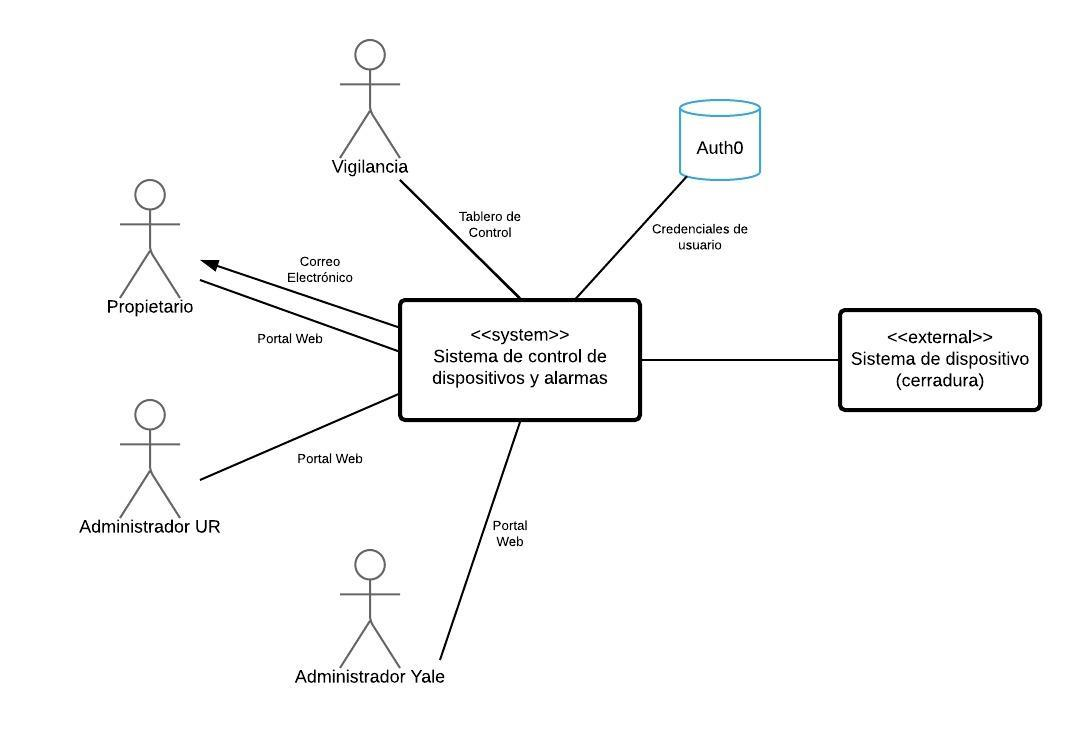 Vigilancia
Auth0
Tablero de
Control
Credenciales de
usuario
Correo
Electrónico
Propietario
Portal Web
<<system>>
Sistema de control de
dispositivos y alarmas
<<external>>
Sistema de dispositivo
(cerradura)
Portal Web
Administrador UR
Portal
Web
Administrador Yale